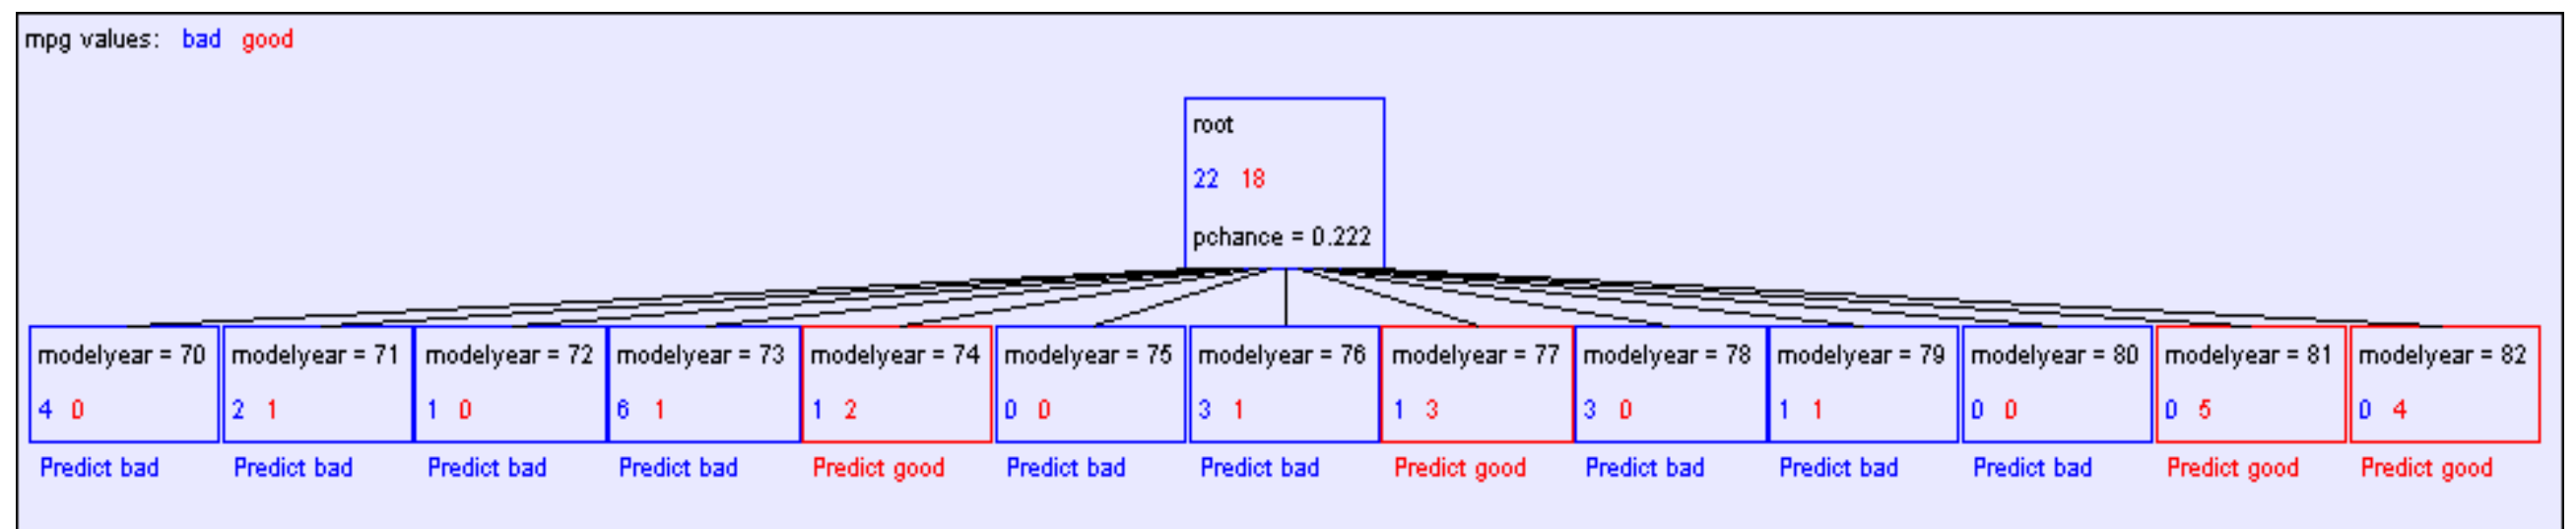 mpg values: bad good
root
22 18
pchance = 0.222
modelyear = 70 modelyear = 71 modelyear = 72 modelyear = 73 modelyear = 74 modelyear = 75 modelyear = 76 modelyear = 77 modelyear = 78 modelyear = 79 modelyear = 80 modelyear = 81 modelyear = 82
4 0 2 1 1 0 6 1 1 2 0 0 3 1 1 3 3 0 1 1 0 0 0 5 0 4
Predict bad Predict bad Predict bad Predict bad Predict good Predict bad Predict bad Predict good Predict bad Predict bad Predict bad Predict good Predict good